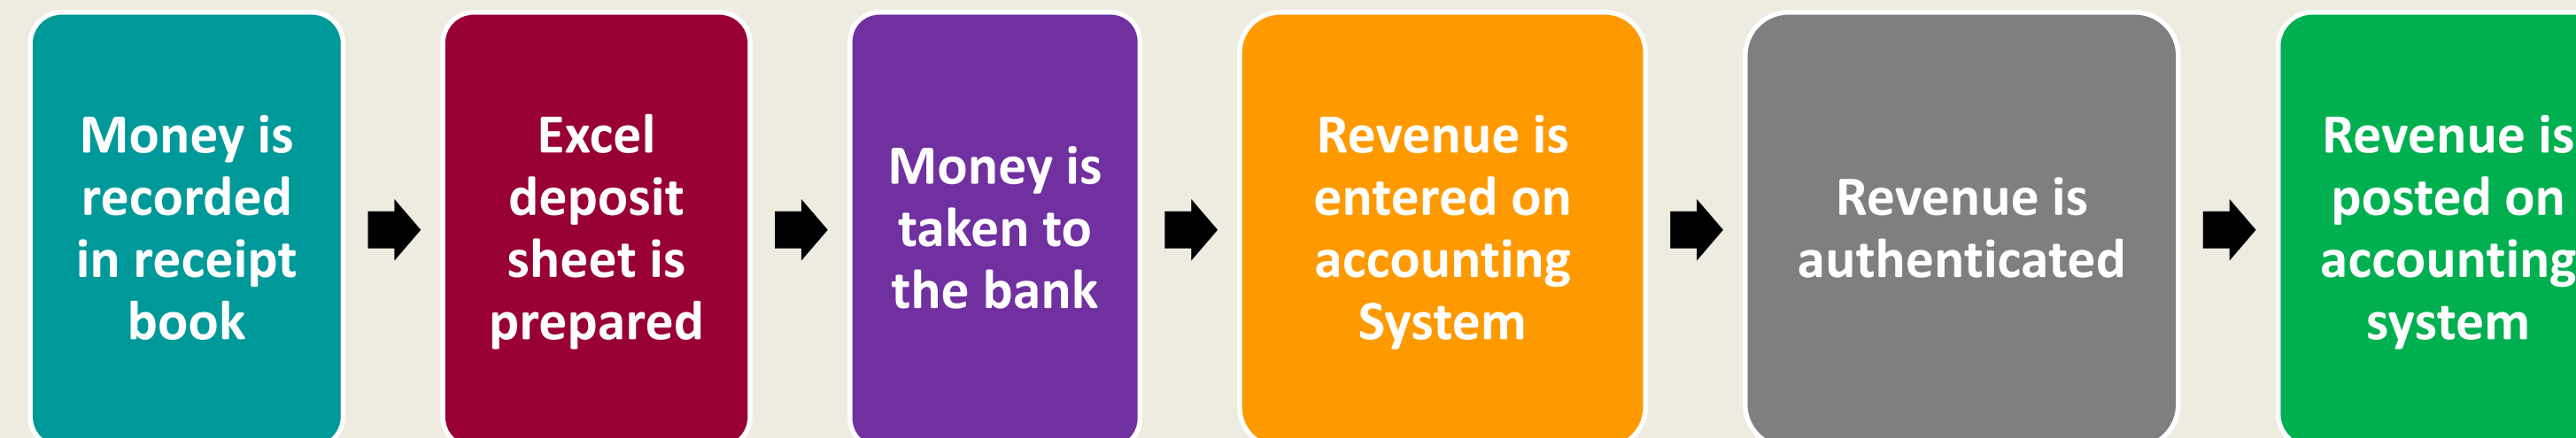 Money is
recorded
in receipt
book
Excel
deposit
sheet is
prepared
Money is
taken to
the bank
Revenue is
entered on
accounting
System
Revenue is
authenticated
Revenue is
posted on
accounting
system